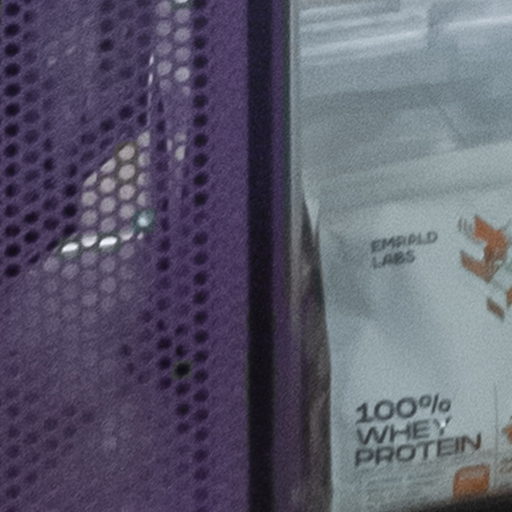 EMRALD
LABS
100%
WHEY
PROTEIN